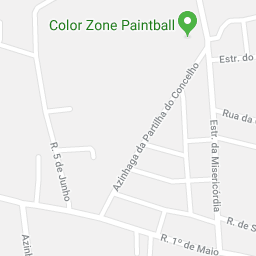 Color Zone Paintball
Estr. do
Azinhaga da Partilha do Concelho
Rua da
Estr. da Misericórdia
R. 5 de Junho
R. de S
R. 1º de Maio
Azinh